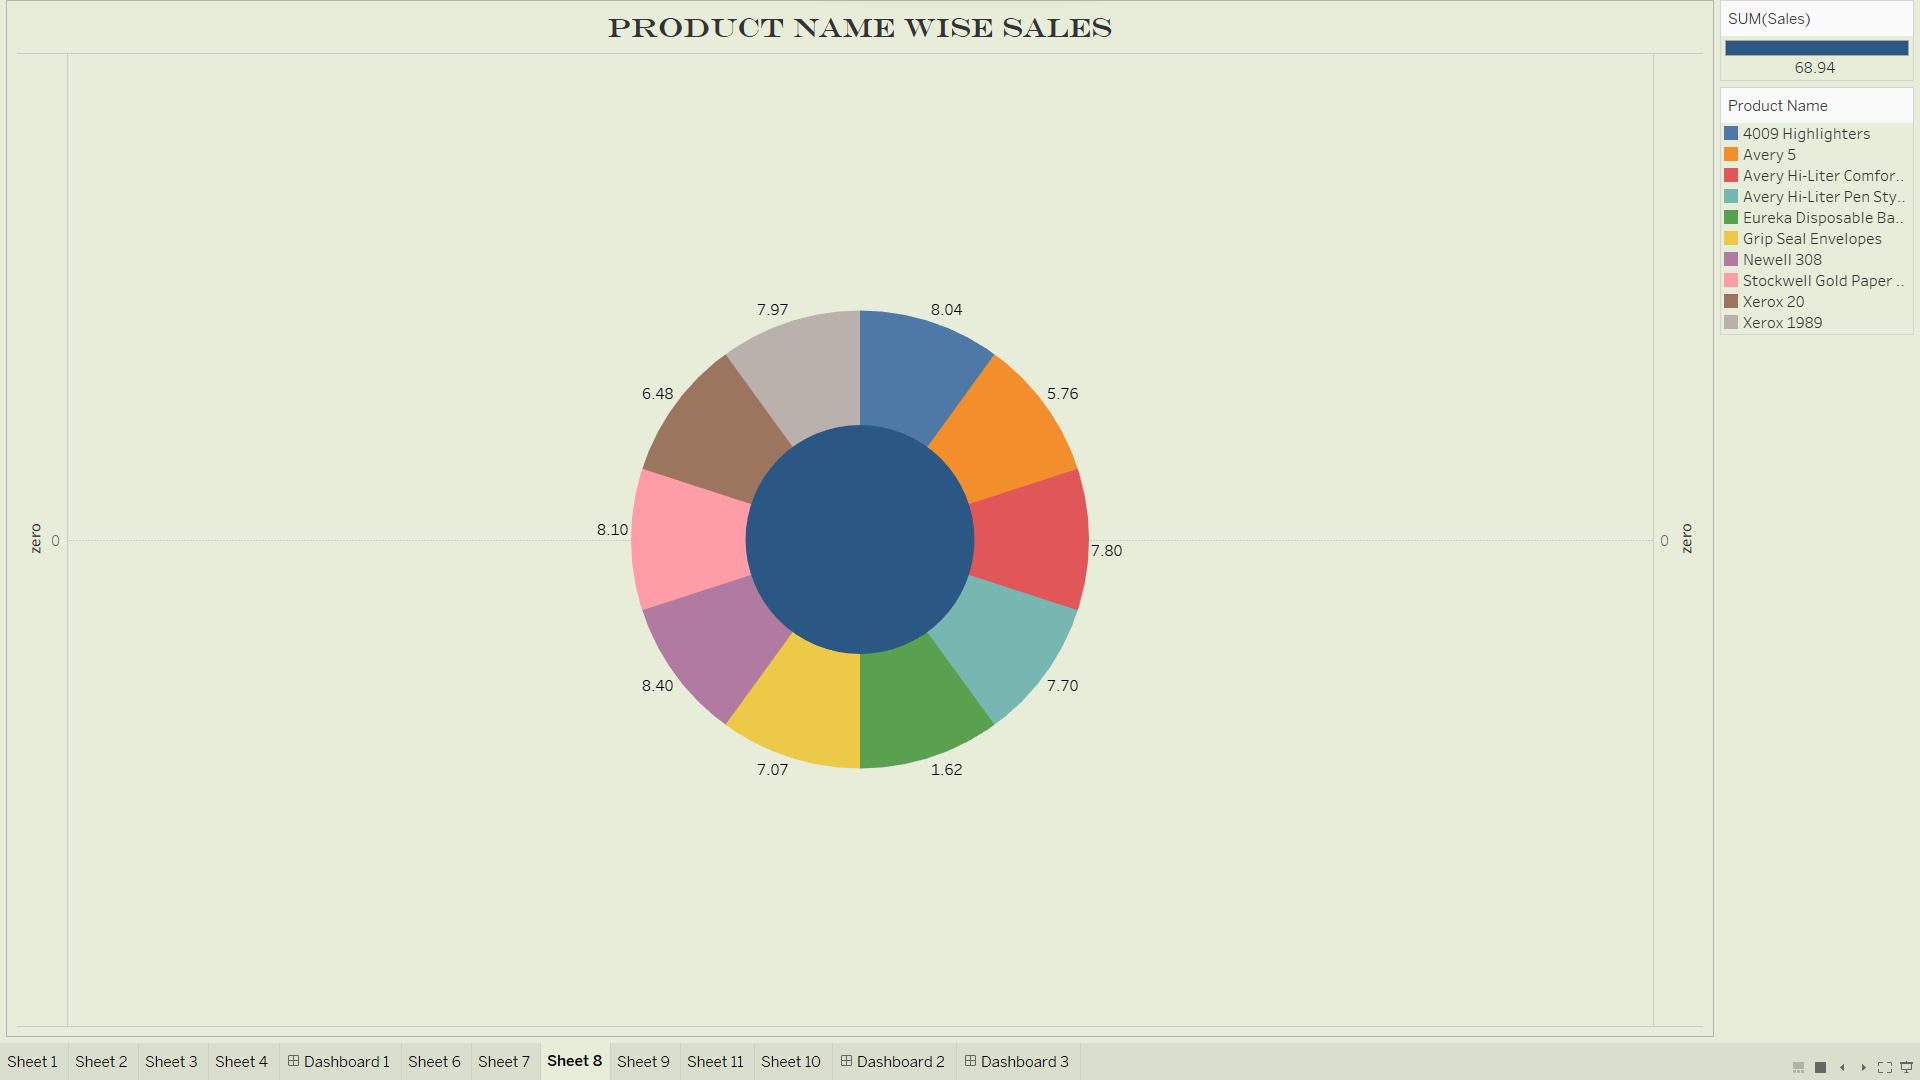 PRODUCT NAME WISE SALES
SUM(Sales)
68.94
Product Name
4009 Highlighters
Avery 5
Avery Hi-Liter Comfor..
Avery Hi-Liter Pen Sty..
Eureka Disposable Ba..
Grip Seal Envelopes
Newell 308
Stockwell Gold Paper ..
Xerox 20
Xerox 1989
7.97
8.04
6.48
5.76
8.10
7.80
8.40
7.70
7.07
1.62
zero
0
0
zero
Sheet 1 Sheet 2 Sheet 3 Sheet 4 Dashboard 1 Sheet 6 Sheet 7 Sheet 8 Sheet 9 Sheet 11 Sheet 10 Dashboard 2 Dashboard 3